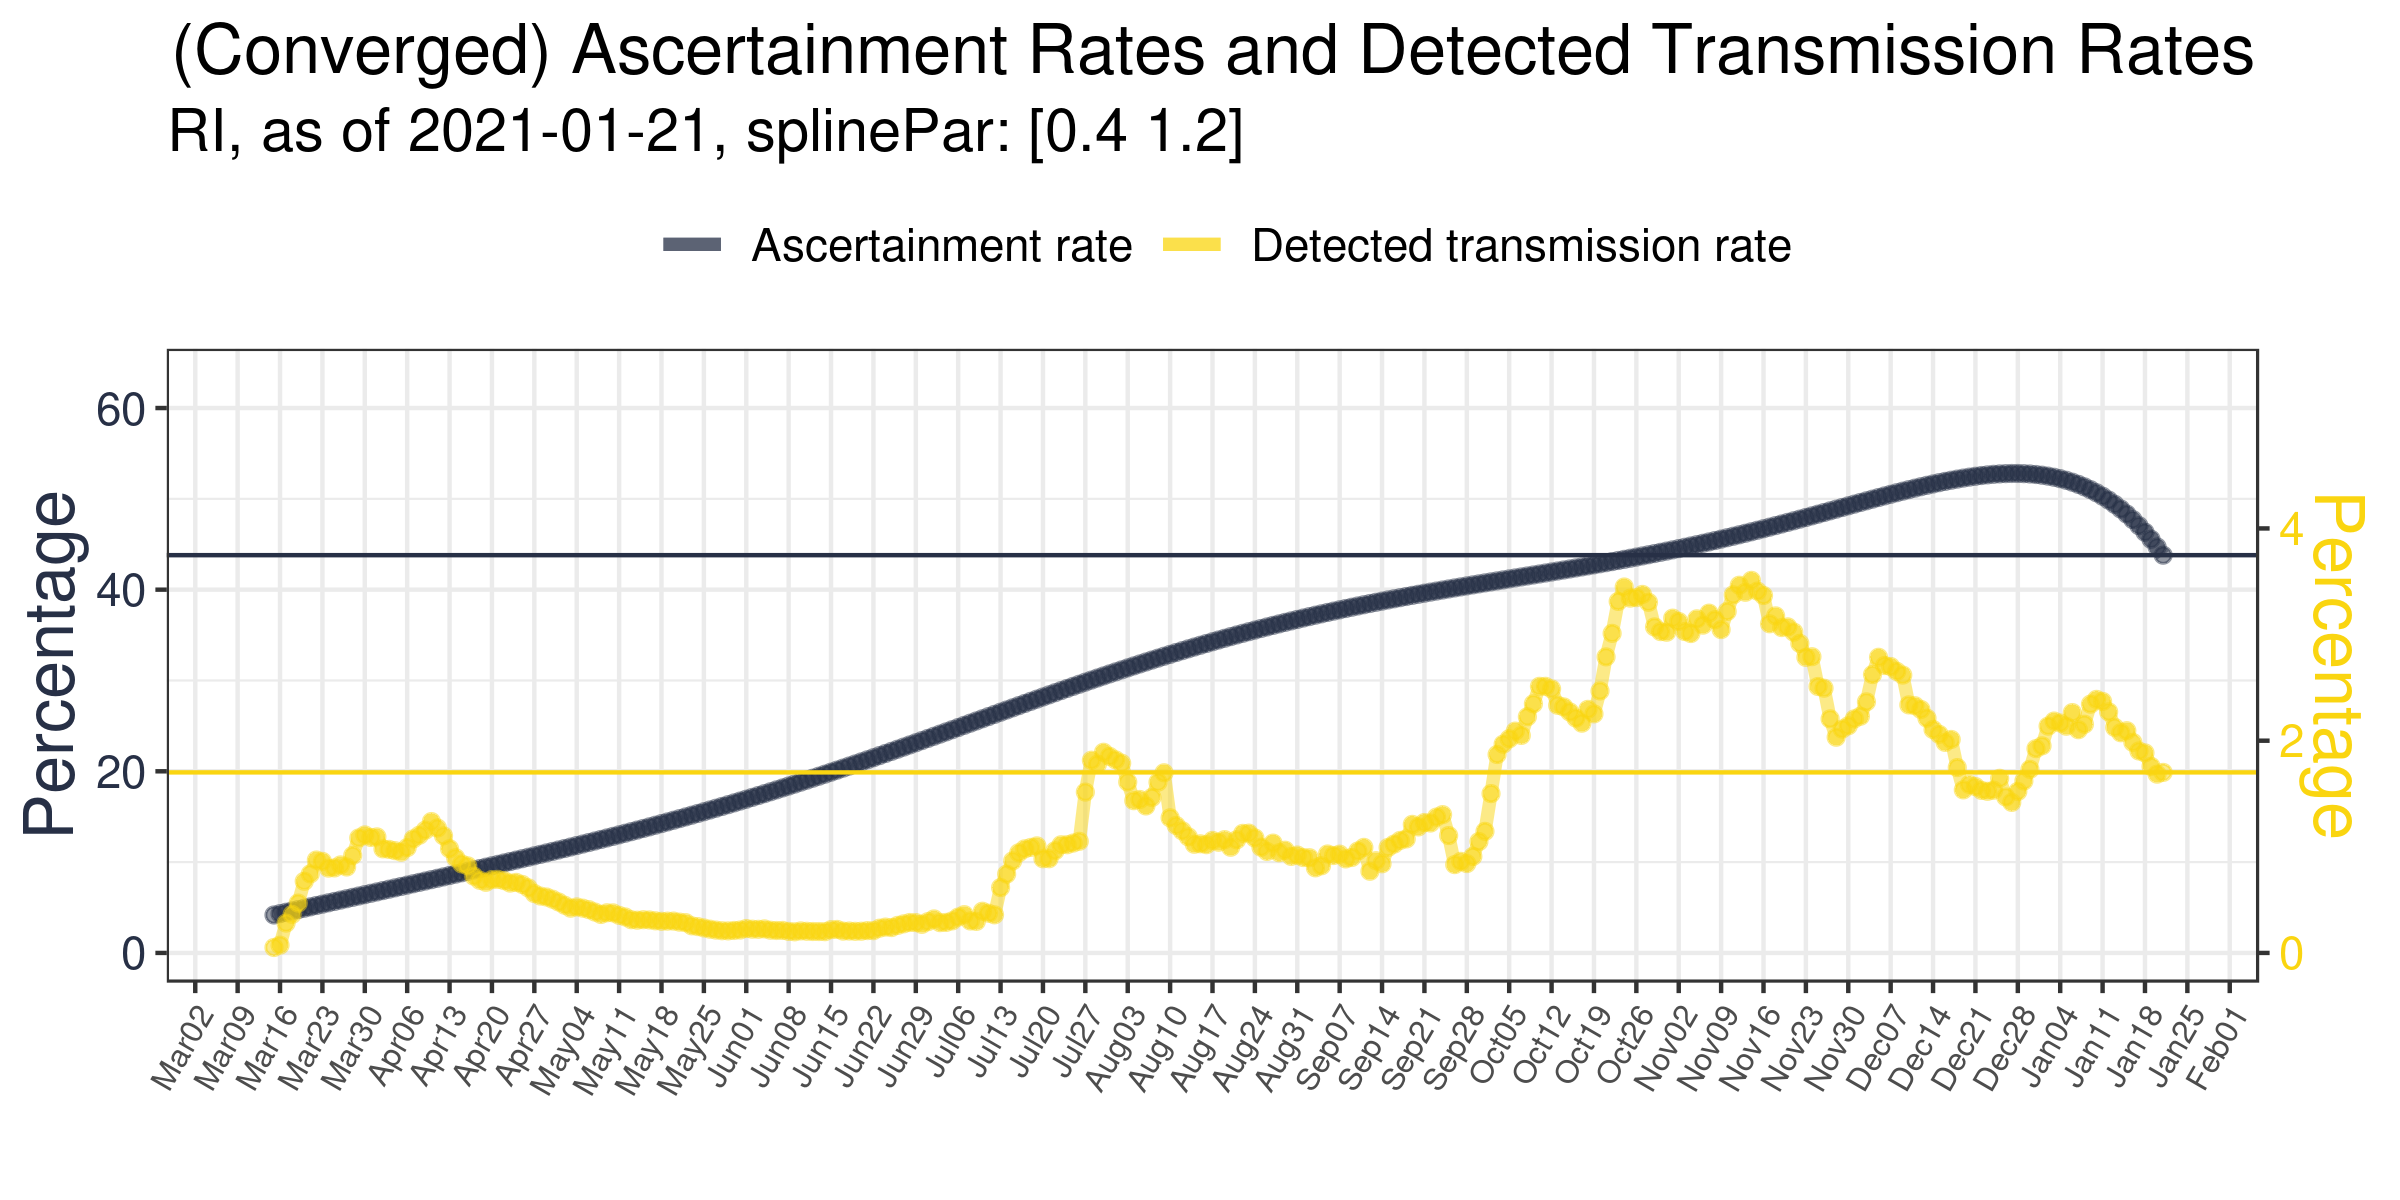 (Converged) Ascertainment Rates and Detected Transmission Rates
RI, as of 2021-01-21, splinePar: [0.4 1.2]
Ascertainment rate Detected transmission rate
Percentage
60
40
20
0
4
2
0
Percentage
Mar02 Mar09 Mar16 Mar23 Mar30 Apr06 Apr13 Apr20 Apr27 May04 May11 May18 May25 Jun01 Jun08 Jun15 Jun22 Jun29 Jul06 Jul13 Jul20 Jul27 Aug03 Aug10 Aug17 Aug24 Aug31 Sep07 Sep14 Sep21 Sep28 Oct05 Oct12 Oct19 Oct26 Nov02 Nov09 Nov16 Nov23 Nov30 Dec07 Dec14 Dec21 Dec28 Jan04 Jan11 Jan18 Jan25 Feb01